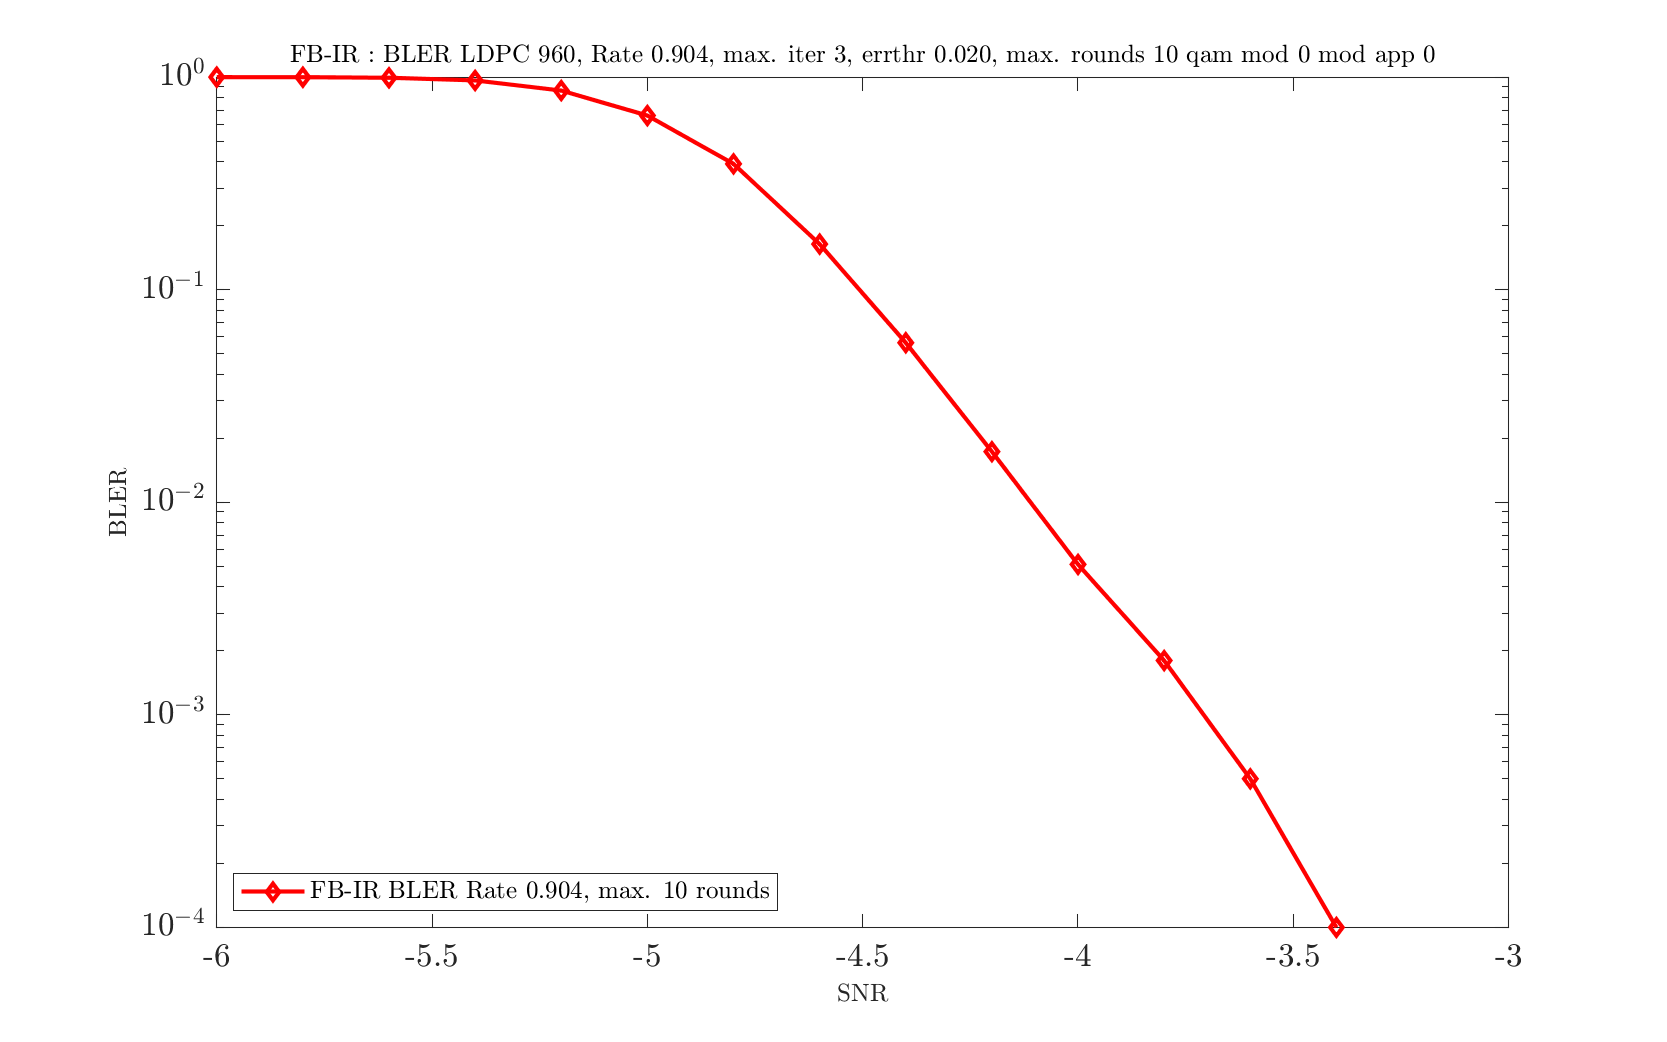 FB-IR : BLER LDPC 960, Rate 0.904, max. iter 3, errthr 0.020, max. rounds 10 qam mod 0 mod app 0
10^0
10^-1
10^-2
10^-3
10^-4
BLER
FB-IR BLER Rate 0.904, max. 10 rounds
-6 -5.5 -5 -4.5 -4 -3.5 -3
SNR